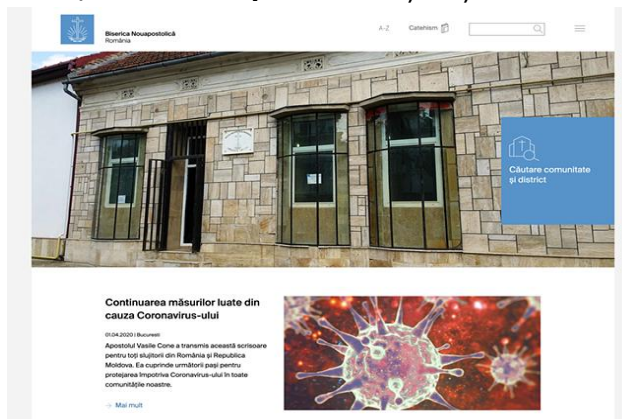 Biserica Nouapostolică
România
A-Z
Catehism
Căutare comunitate
și district
Continuarea măsurilor luate din
cauza Coronavirus-ului
01.04.2020 | București
Apostolul Vasile Cone a transmis această scrisoare
pentru toți slujitorii din România și Republica
Moldova. Ea cuprinde următorii pași pentru
protejarea împotriva Coronavirus-ului în toate
comunitățile noastre.
→ Mai mult